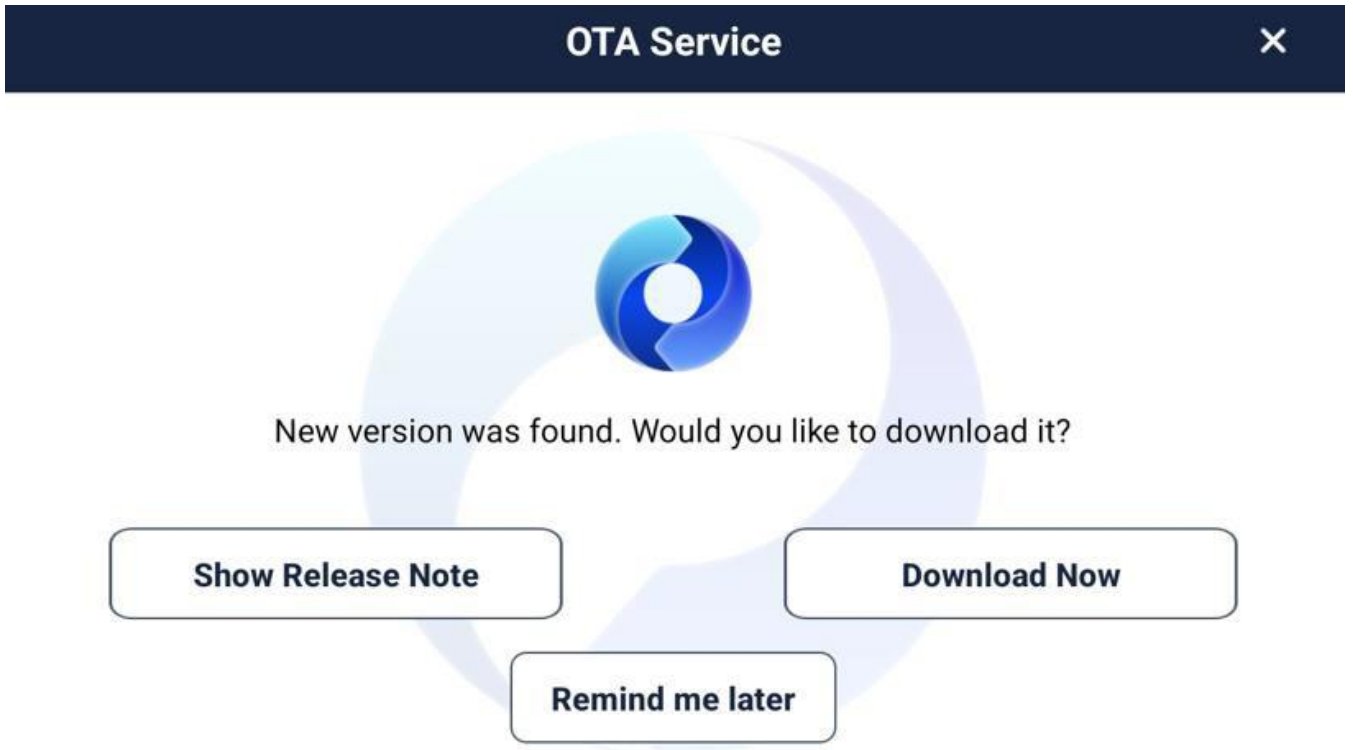 OTA Service
New version was found. Would you like to download it?
Show Release Note
Download Now
Remind me later